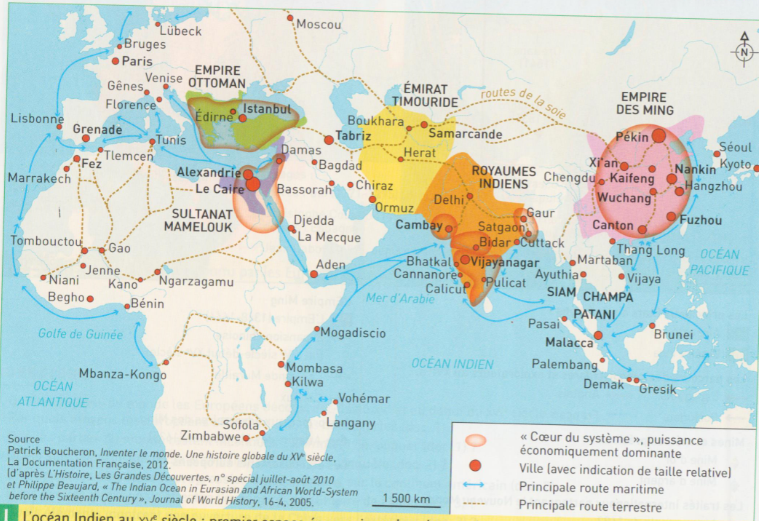 Moscou
Lübeck
Bruges
Paris
Venise
Gênes
Florence
EMPIRE
OTTOMAN
Istanbul
Édirne
ÉMIRAT
TIMOURIDE
routes de la soie
Boukhara
Samarcande
Herat
EMPIRE
DES MING
N
Pékin
Séoul
Kyoto
Xi'an
Nankin
Kaifeng
Chengdu
Hangzhou
Wuchang
Fuzhou
Canton
Lisbonne
Grenade
Tunis
Tlemcen
Fez
Marrakech
Damas
Tabriz
Bagdad
Alexandrie
Le Caire
Bassorah
Chiraz
Ormuz
SULTANAT
MAMELOUK
Djedda
La Mecque
ROYAUMES
INDIENS
Delhi
Gaur
Satgaon
Cambay
Bidar
Cuttack
Bhatkal
Vijayanagar
Cannanore
Pulicat
Calicut
Thang Long
Martaban
OCÉAN
PACIFIQUE
Ayuthia
Vijaya
SIAM
CHAMPA
PATANI
Pasai
Malacca
Brunei
Palembang
Demak
Gresik
Tombouctou
Gao
Jenne
Niani
Kano
Ngarzagamu
Begho
Bénin
Aden
Mer d'Arabie
Golfe de Guinée
Mogadiscio
OCÉAN INDIEN
Mbanza-Kongo
Mombasa
Kilwa
OCÉAN
ATLANTIQUE
Vohémar
Langany
Sofola
Zimbabwe
Source
Patrick Boucheron, Inventer le monde. Une histoire globale du XVe siècle,
La Documentation Française, 2012.
(d'après L'Histoire, Les Grandes Découvertes, n° spécial juillet-août 2010
et Philippe Beaujard, « The Indian Ocean in Eurasian and African World-System
before the Sixteenth Century », Journal of World History, 16-4, 2005.
1 500 km
« Cœur du système », puissance
économiquement dominante
Ville (avec indication de taille relative)
Principale route maritime
Principale route terrestre